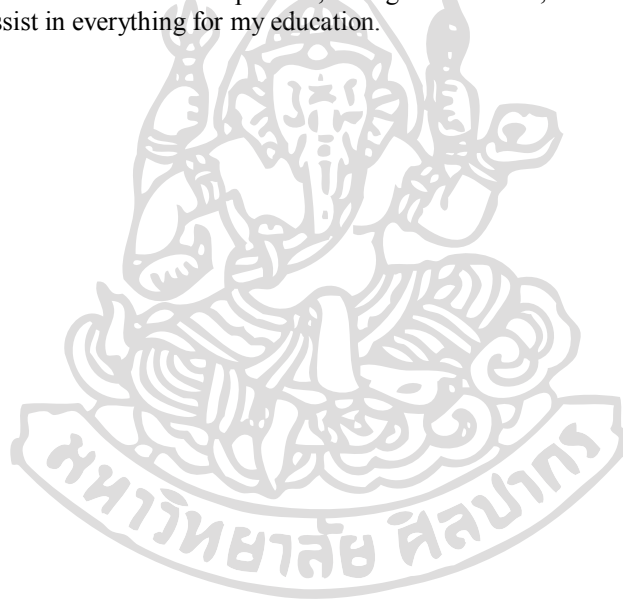 ssist in everything for my education.
มหาวิทยาลัย ศิลปากร